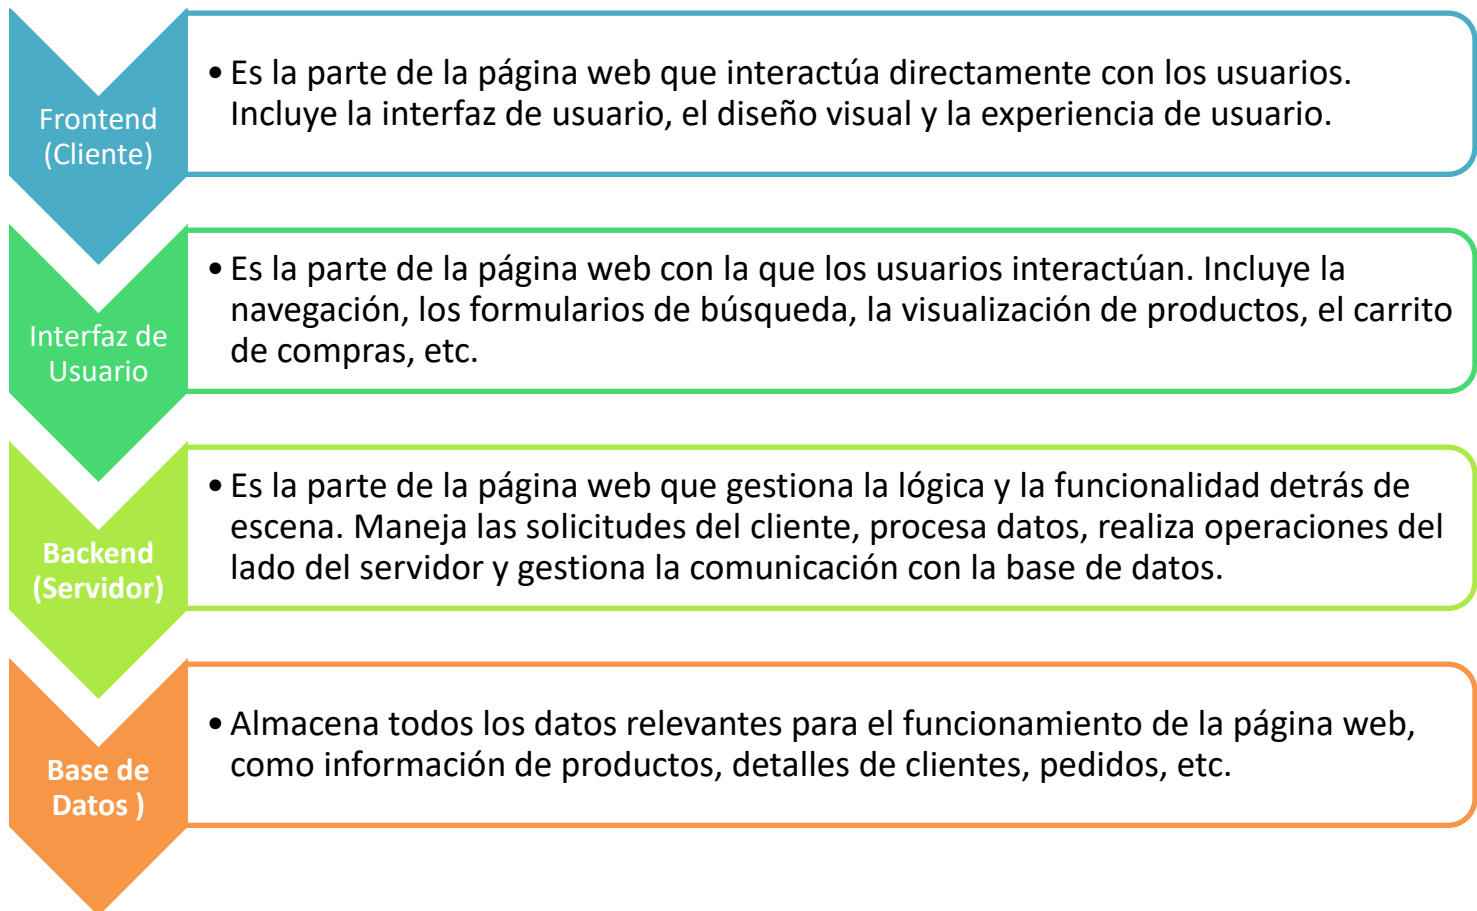 Frontend
(Cliente)
• Es la parte de la página web que interactúa directamente con los usuarios.
Incluye la interfaz de usuario, el diseño visual y la experiencia de usuario.
Interfaz de
Usuario
• Es la parte de la página web con la que los usuarios interactúan. Incluye la
navegación, los formularios de búsqueda, la visualización de productos, el carrito
de compras, etc.
Backend
(Servidor)
• Es la parte de la página web que gestiona la lógica y la funcionalidad detrás de
escena. Maneja las solicitudes del cliente, procesa datos, realiza operaciones del
lado del servidor y gestiona la comunicación con la base de datos.
Base de
Datos )
• Almacena todos los datos relevantes para el funcionamiento de la página web,
como información de productos, detalles de clientes, pedidos, etc.